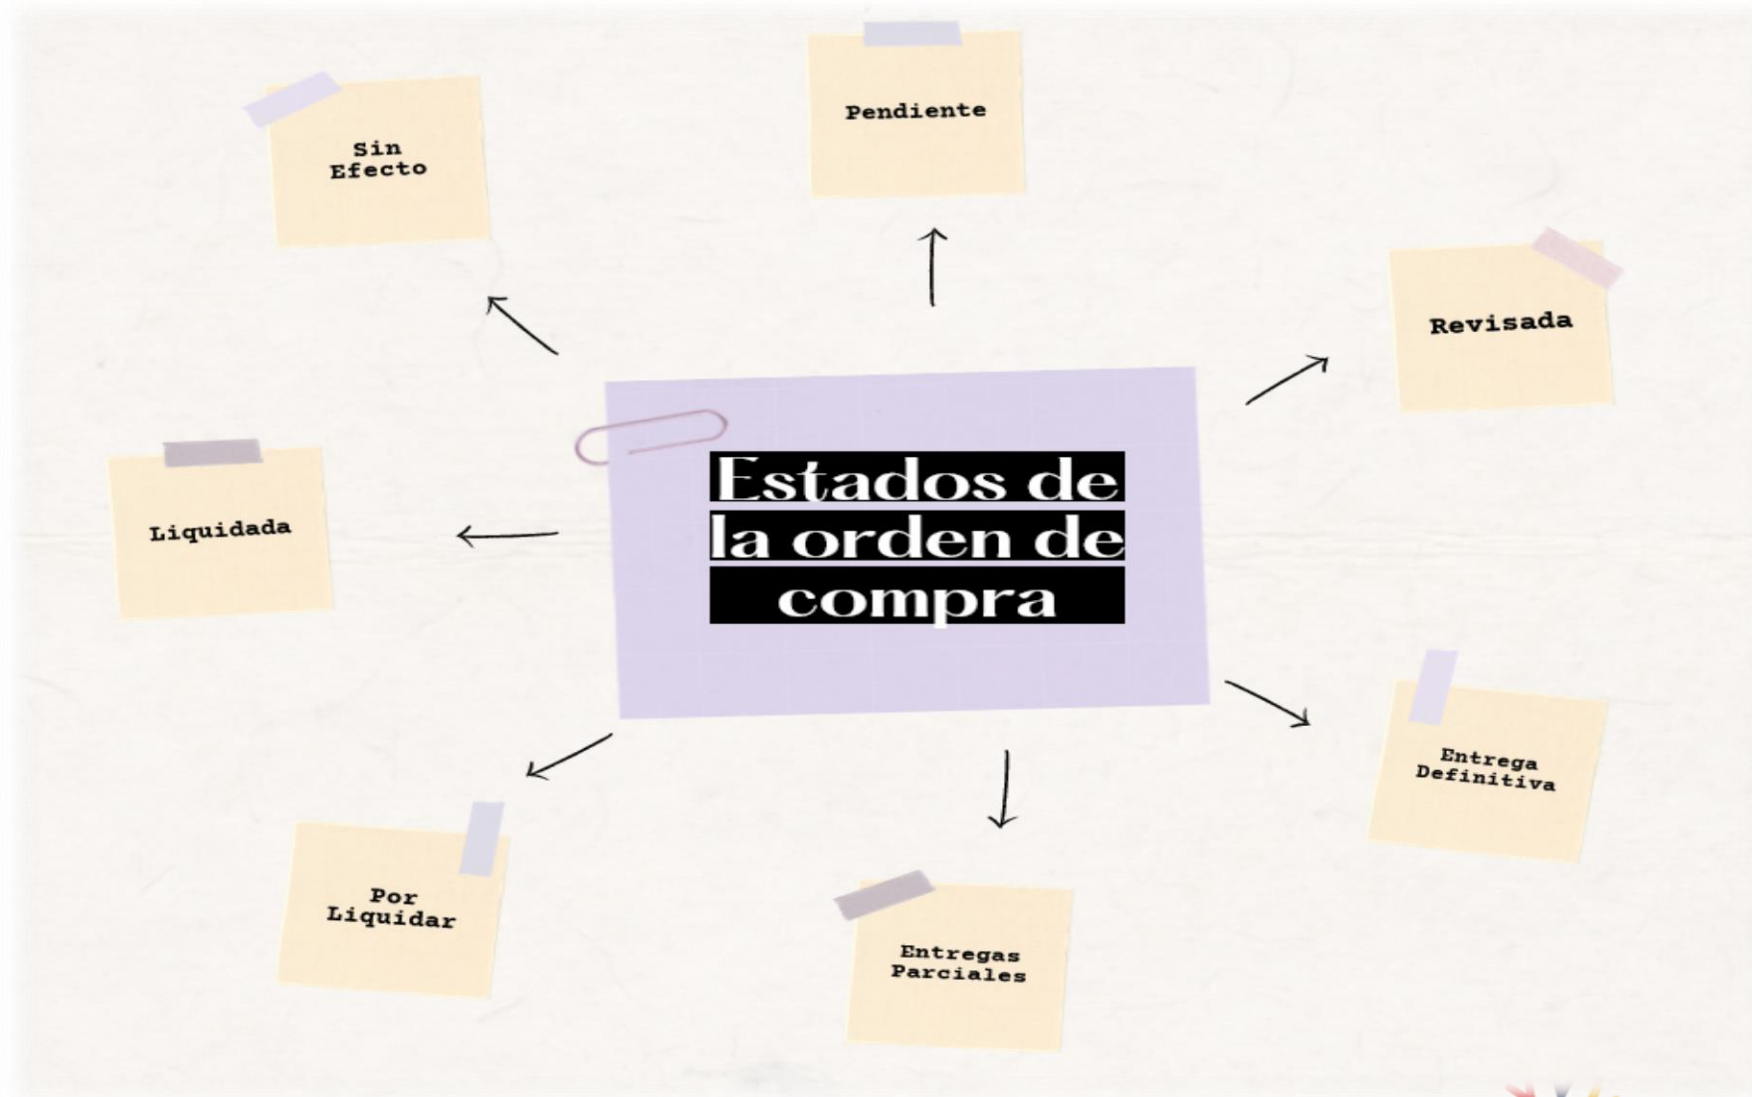 Pendiente
Sin
Efecto
Revisada
Estados de
la orden de
compra
Liquidada
Entrega
Definitiva
Por
Liquidar
Entregas
Parciales